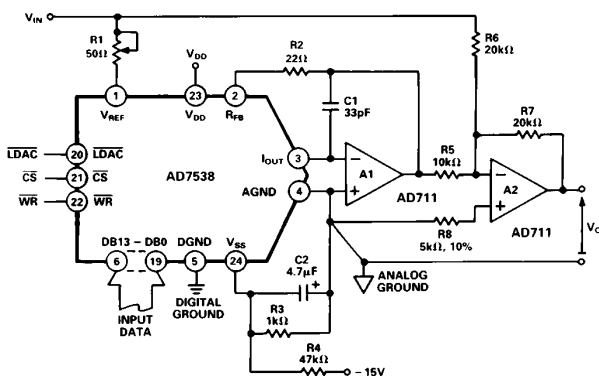 VIN
R1
50Ω
R2
22Ω
R6
20kΩ
VDD
C1
33pF
R7
20kΩ
1
23
2
VREF
VDD
RFB
LDAC
20
LDAC
CS
21
CS
WR
22
WR
AD7538
IOUT
3
AGND
4
−
+
A1
AD711
R5
10kΩ
−
+
A2
AD711
R8
5kΩ, 10%
VO
DB13 – DB0
DGND
VSS
6
19
5
24
C2
4.7μF
+
ANALOG
GROUND
DIGITAL
GROUND
INPUT
DATA
R3
1kΩ
R4
47kΩ
– 15V